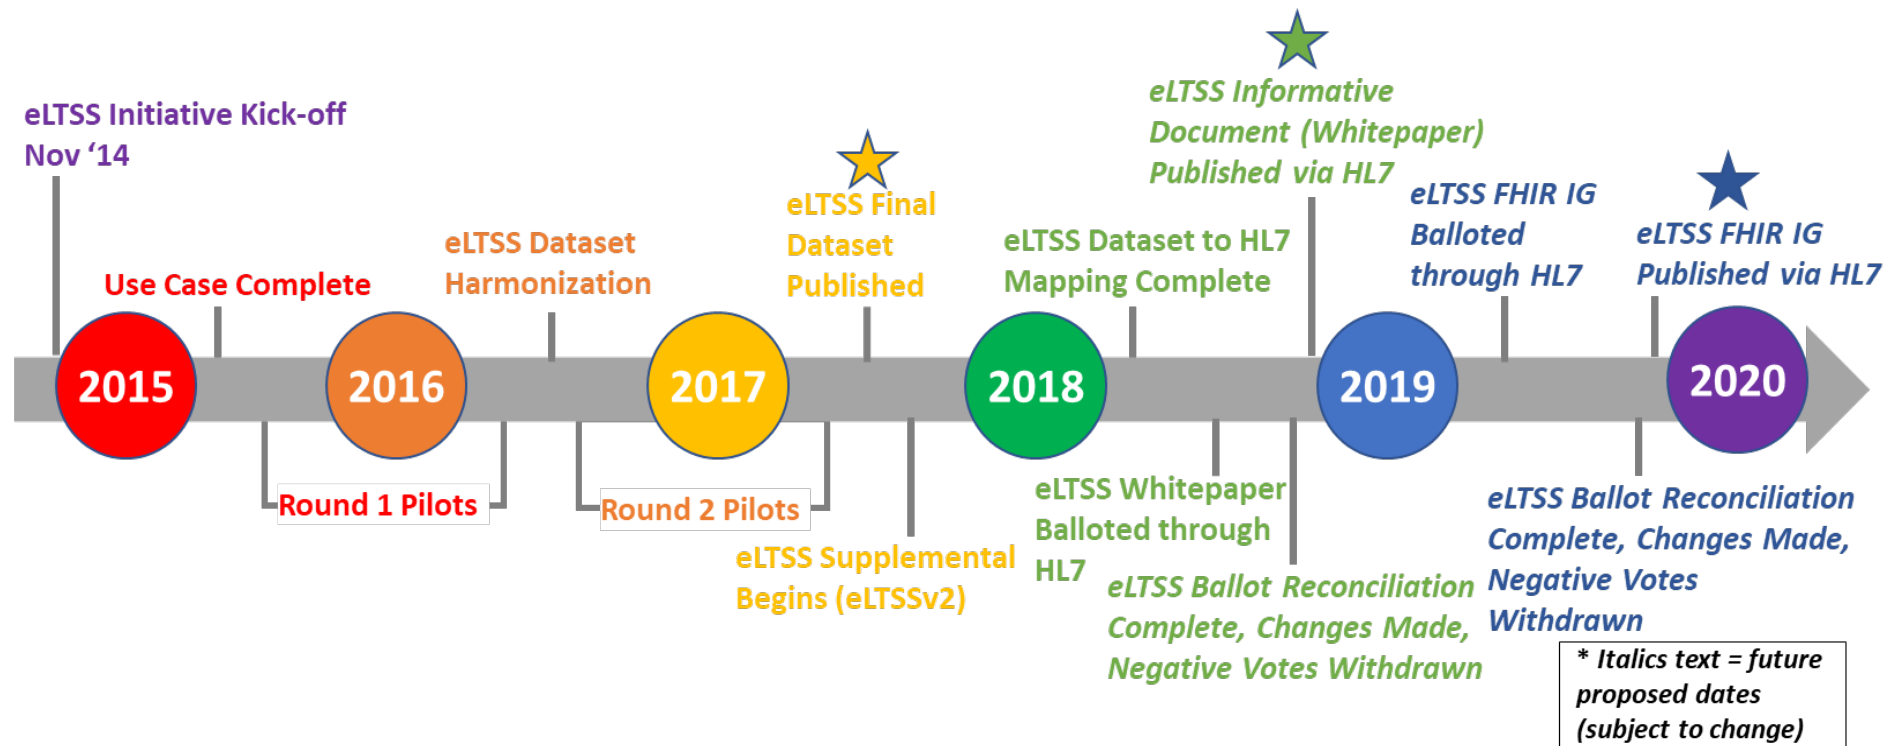 eLTSS Initiative Kick-off
Nov ‘14
Use Case Complete
eLTSS Dataset
Harmonization
eLTSS Final
Dataset
Published
eLTSS Dataset to HL7
Mapping Complete
eLTSS Informative
Document (Whitepaper)
Published via HL7
eLTSS FHIR IG
Balloted
through HL7
eLTSS FHIR IG
Published via HL7
2015
2016
2017
2018
2019
2020
Round 1 Pilots
Round 2 Pilots
eLTSS Supplemental
Begins (eLTSSv2)
eLTSS Whitepaper
Balloted through
HL7
eLTSS Ballot Reconciliation
Complete, Changes Made,
Negative Votes Withdrawn
eLTSS Ballot Reconciliation
Complete, Changes Made,
Negative Votes
Withdrawn
* Italics text = future
proposed dates
(subject to change)